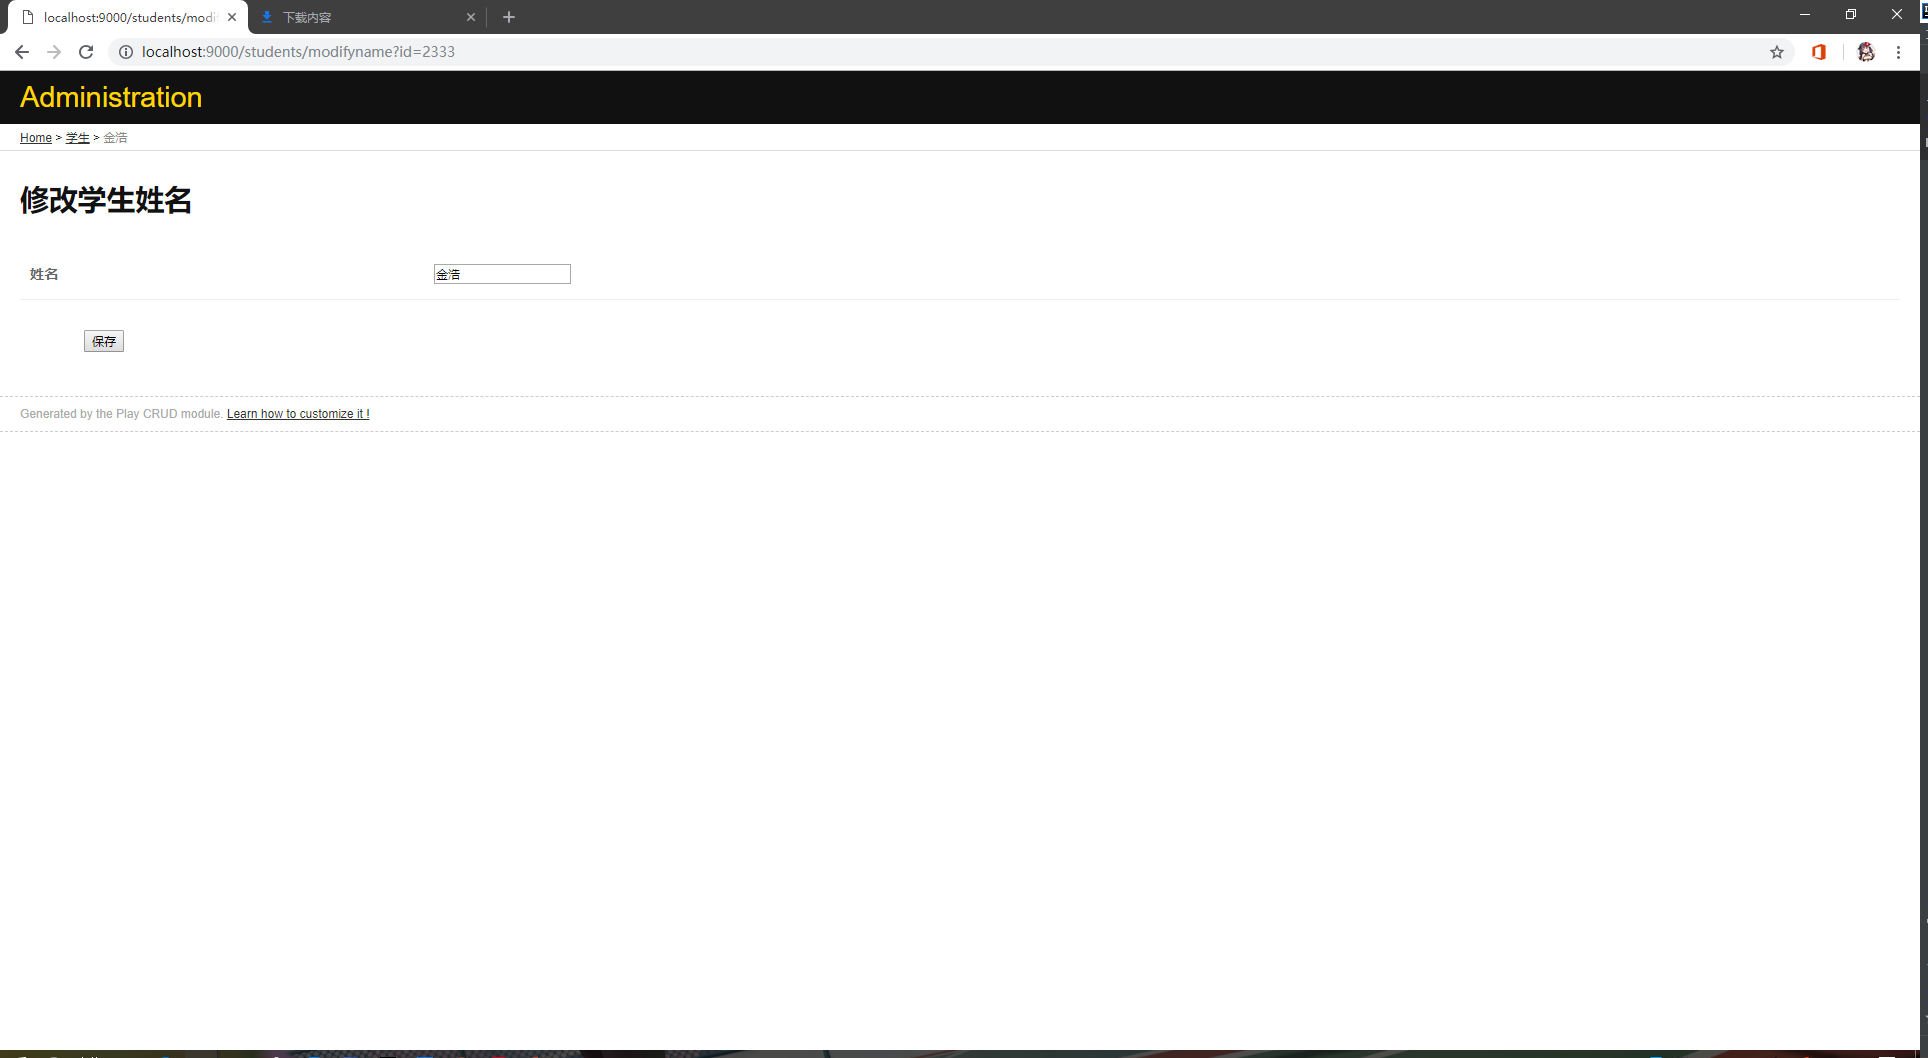 localhost:9000/students/modi
下载内容
localhost:9000/students/modifyname?id=2333
Administration
Home > 学生 > 金浩
修改学生姓名
姓名
金浩
保存
Generated by the Play CRUD module. Learn how to customize it !